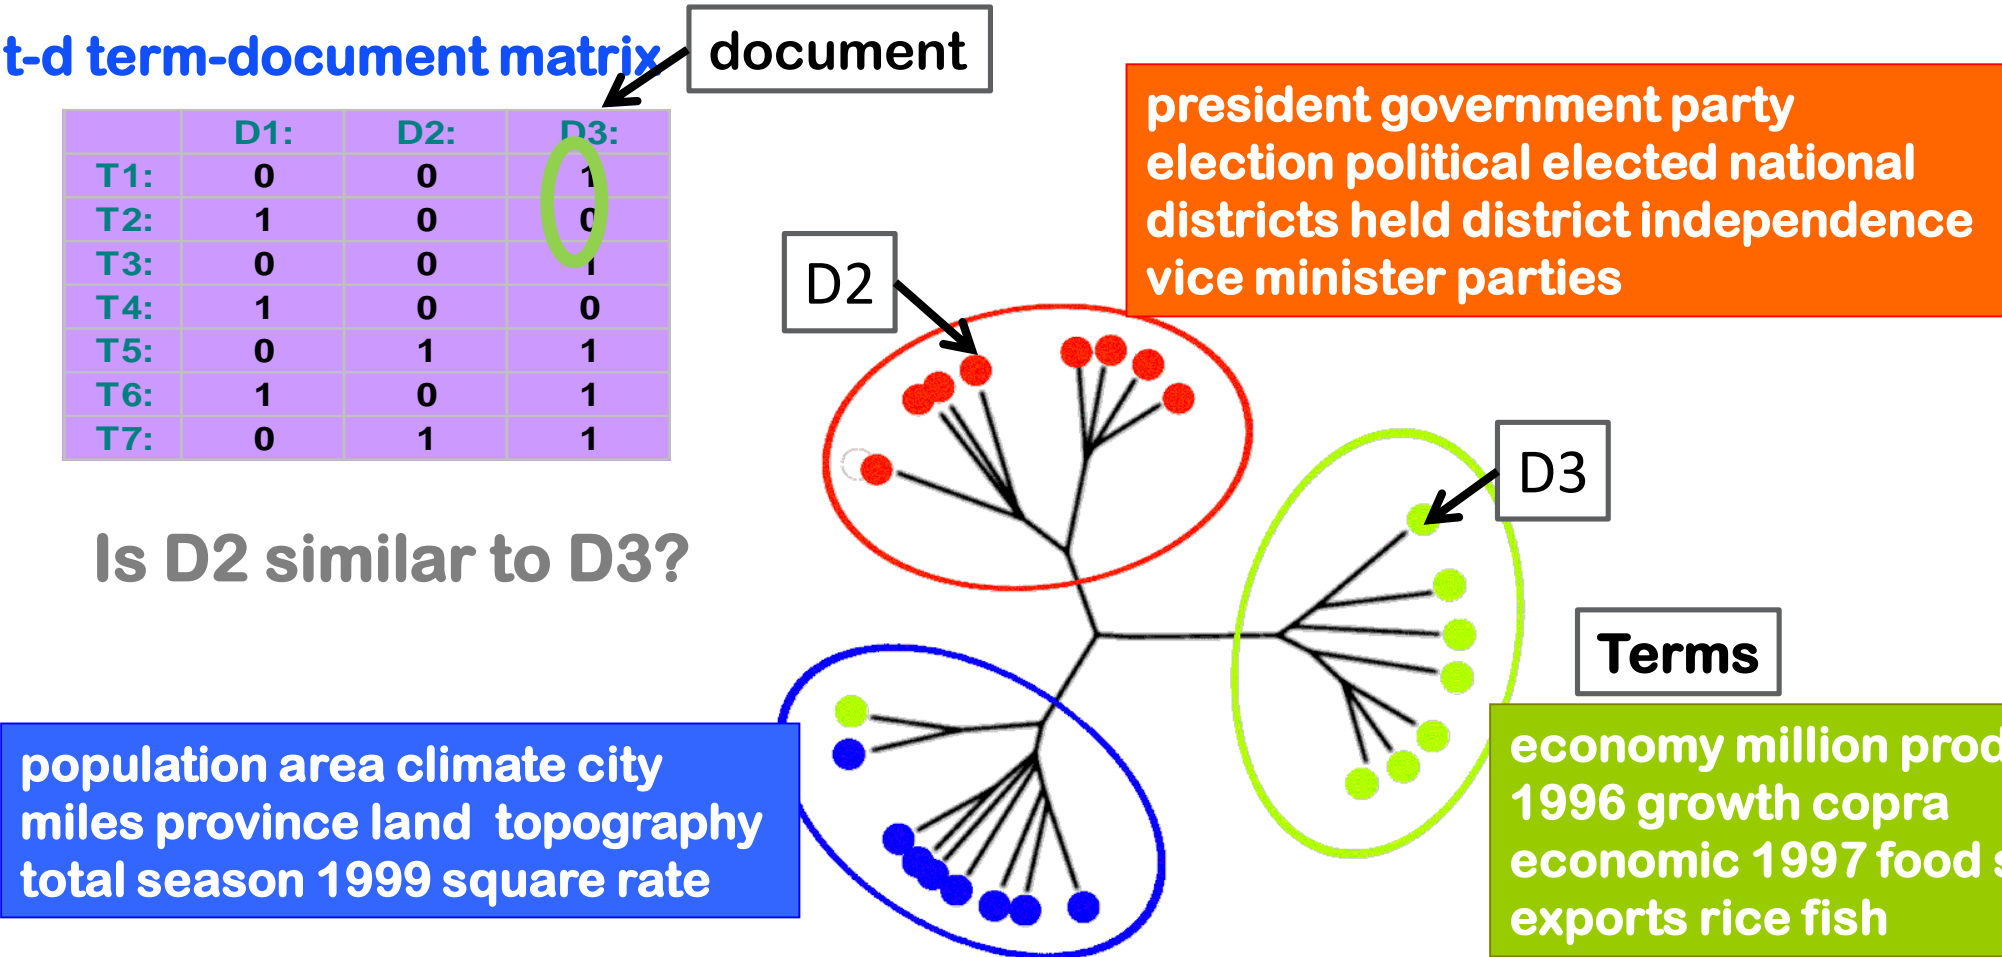 t-d term-document matrix
document
D1: D2: D3:
T1: 0 0 1
T2: 1 0 0
T3: 0 0 1
T4: 1 0 0
T5: 0 1 1
T6: 1 0 1
T7: 0 1 1
Is D2 similar to D3?
president government party
election political elected national
districts held district independence
vice minister parties
D2
D3
Terms
population area climate city
miles province land topography
total season 1999 square rate
economy million
1996 growth copra
economic 1997 food
exports rice fish